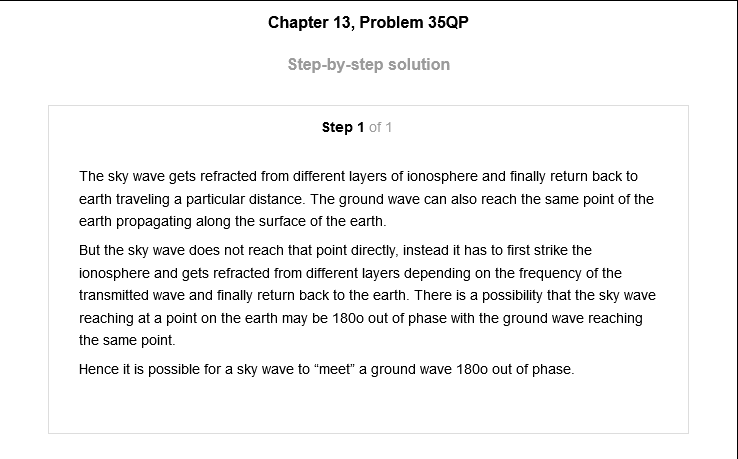 Chapter 13, Problem 35QP
Step-by-step solution
Step 1 of 1
The sky wave gets refracted from different layers of ionosphere and finally return back to
earth traveling a particular distance. The ground wave can also reach the same point of the
earth propagating along the surface of the earth.
But the sky wave does not reach that point directly, instead it has to first strike the
ionosphere and gets refracted from different layers depending on the frequency of the
transmitted wave and finally return back to the earth. There is a possibility that the sky wave
reaching at a point on the earth may be 180o out of phase with the ground wave reaching
the same point.
Hence it is possible for a sky wave to “meet” a ground wave 180o out of phase.